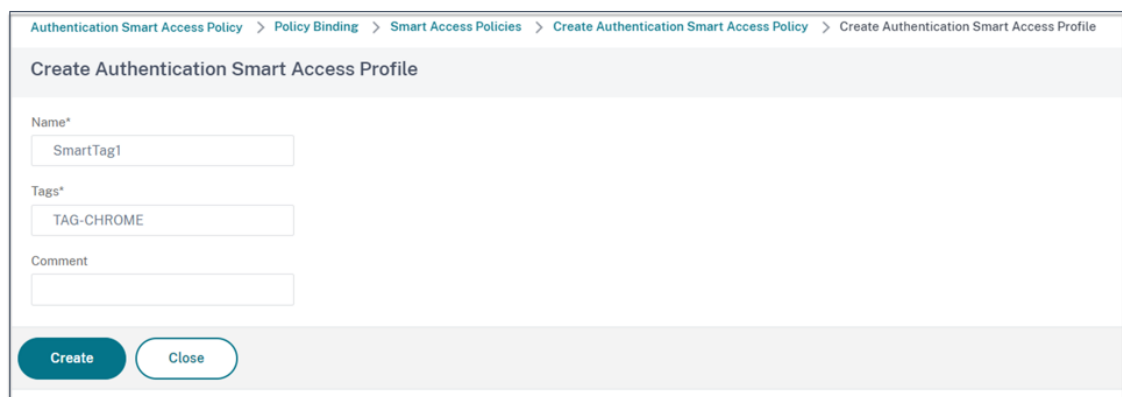 Authentication Smart Access Policy > Policy Binding > Smart Access Policies > Create Authentication Smart Access Policy > Create Authentication Smart Access Profile
Create Authentication Smart Access Profile
Name*
SmartTag1
Tags*
TAG-CHROME
Comment
Create Close